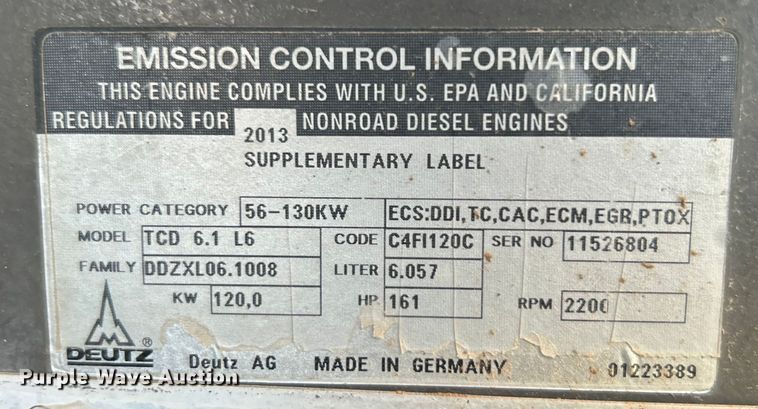 EMISSION CONTROL INFORMATION
THIS ENGINE COMPLIES WITH U.S. EPA AND CALIFORNIA
REGULATIONS FOR 2013 NONROAD DIESEL ENGINES
SUPPLEMENTARY LABEL
POWER CATEGORY 56-130KW ECS:DDI,TC,CAC,ECM,EGR,PTOX
MODEL TCD 6.1 L6 CODE C4FI120C SER NO 11526804
FAMILY DDZXL06.1008 LITER 6.057
KW 120,0 HP 161 RPM 2200
DEUTZ ® Deutz AG MADE IN GERMANY 01223389
Purple Wave Auction